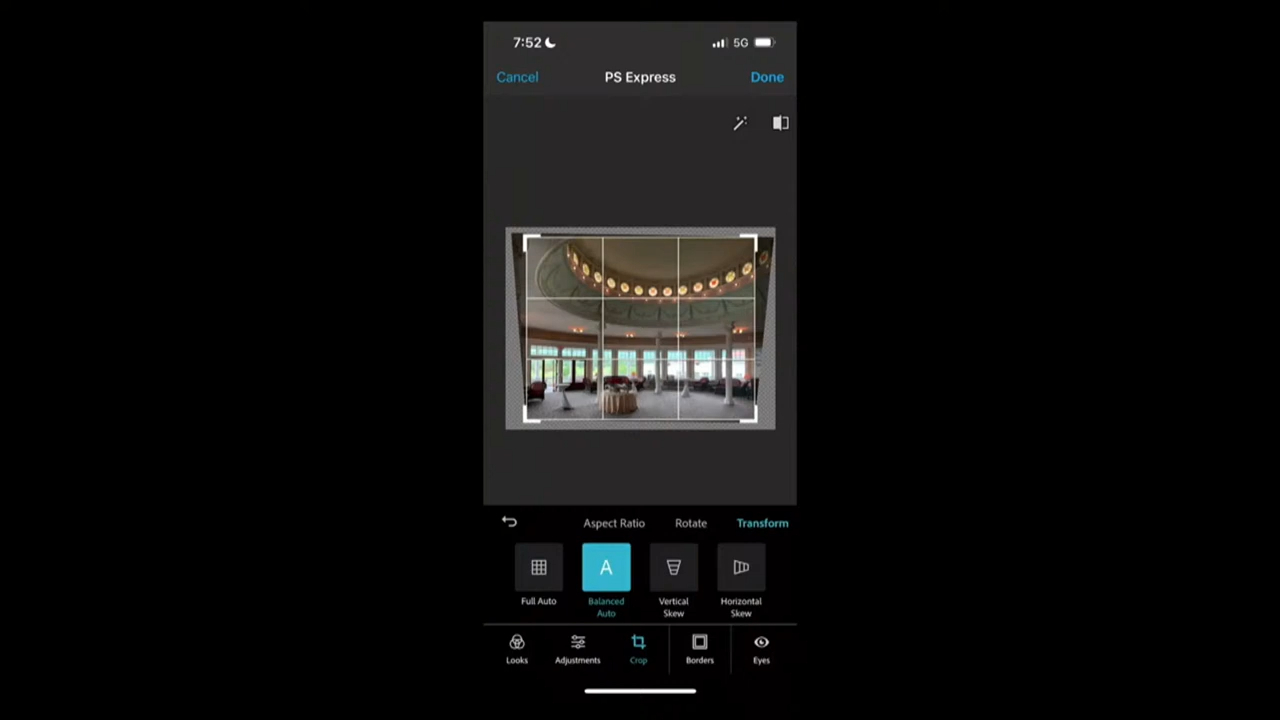 7:52 5G
Cancel PS Express Done
Aspect Ratio Rotate Transform
A
Full Auto Balanced Auto Vertical Skew Horizontal Skew
Looks Adjustments Crop Borders Eyes